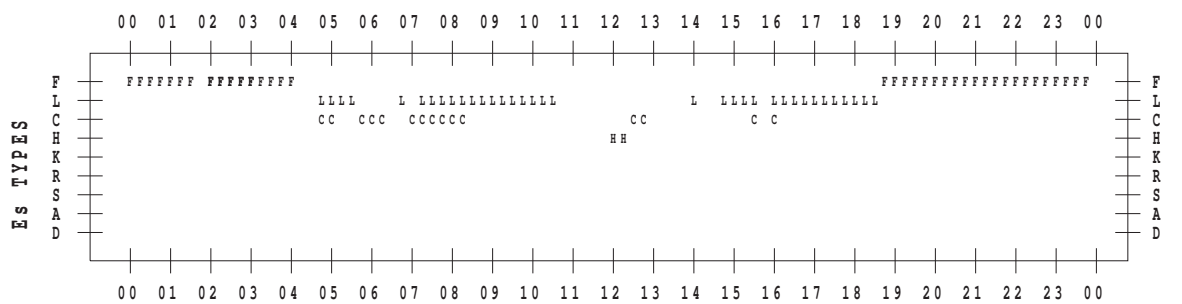 00 01 02 03 04 05 06 07 08 09 10 11 12 13 14 15 16 17 18 19 20 21 22 23 00
Es TYPES
F FFFFFFF FFFFFFFFF FFFFFFFFFFFFFFFFFFFFF F
L LLLL L LLLLLLLLLLLLLL L LLLL LLLLLLLLLLL L
C CC CCC CCCCCC CC C C C
H HH H
K K
R R
S S
A A
D D
00 01 02 03 04 05 06 07 08 09 10 11 12 13 14 15 16 17 18 19 20 21 22 23 00